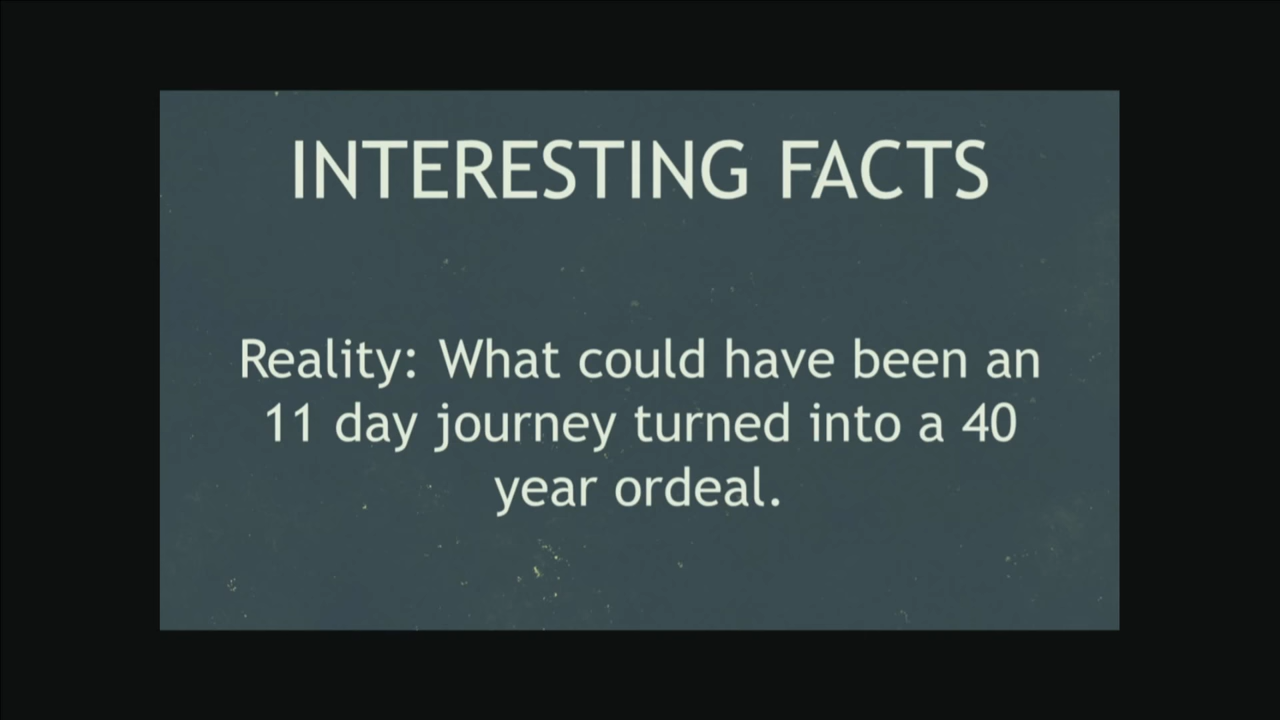 INTERESTING FACTS
Reality: What could have been an
11 day journey turned into a 40
year ordeal.